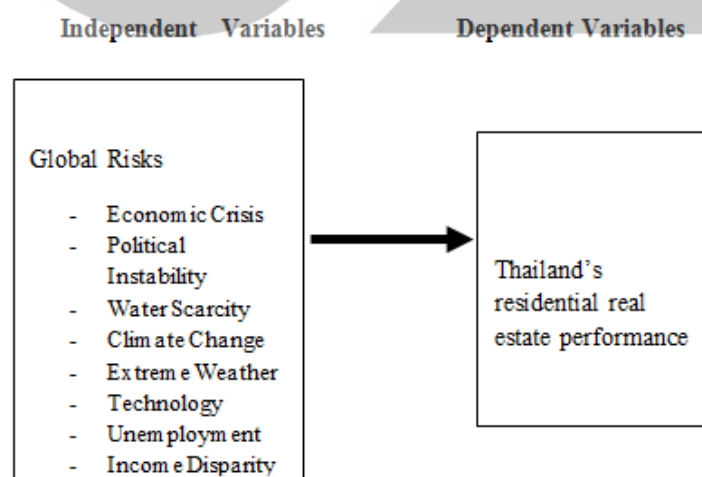 Independent Variables
Dependent Variables
Global Risks
- Economic Crisis
- Political
Instability
- Water Scarcity
- Climate Change
- Extreme Weather
- Technology
- Unemployment
- Income Disparity
Thailand's
residential real
estate performance